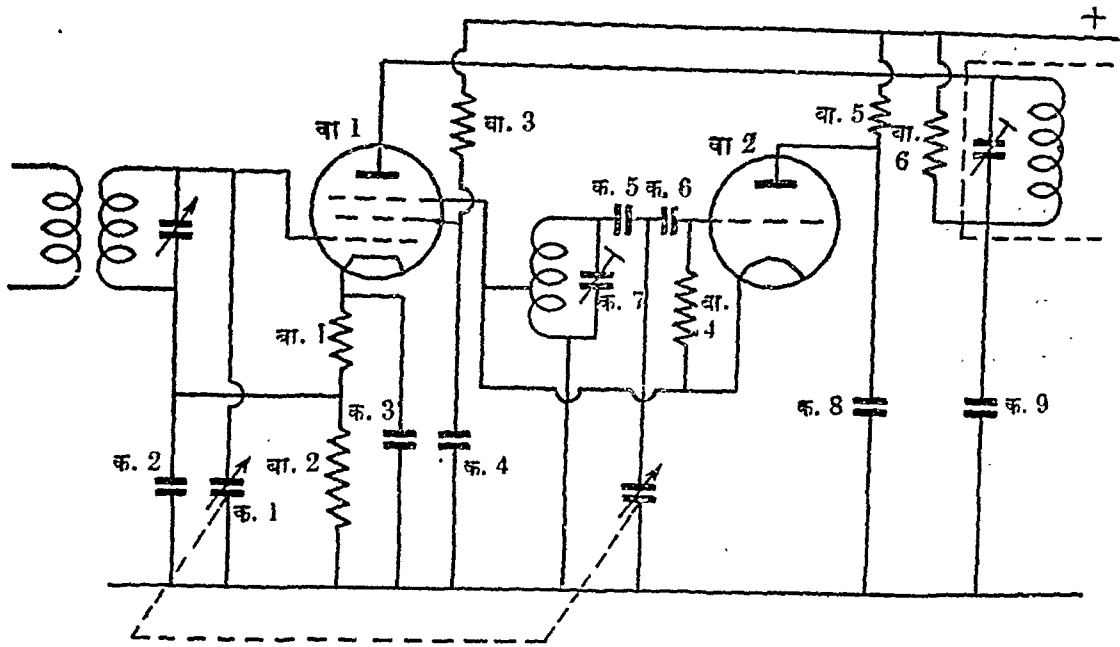 +
वा. 3
वा 1
वा. 5
वा 2
वा. 6
क. 5 क. 6
क. 7
वा. 4
वा. 1
क. 3
क. 8
क. 9
क. 2
वा. 2
क. 4
क. 1